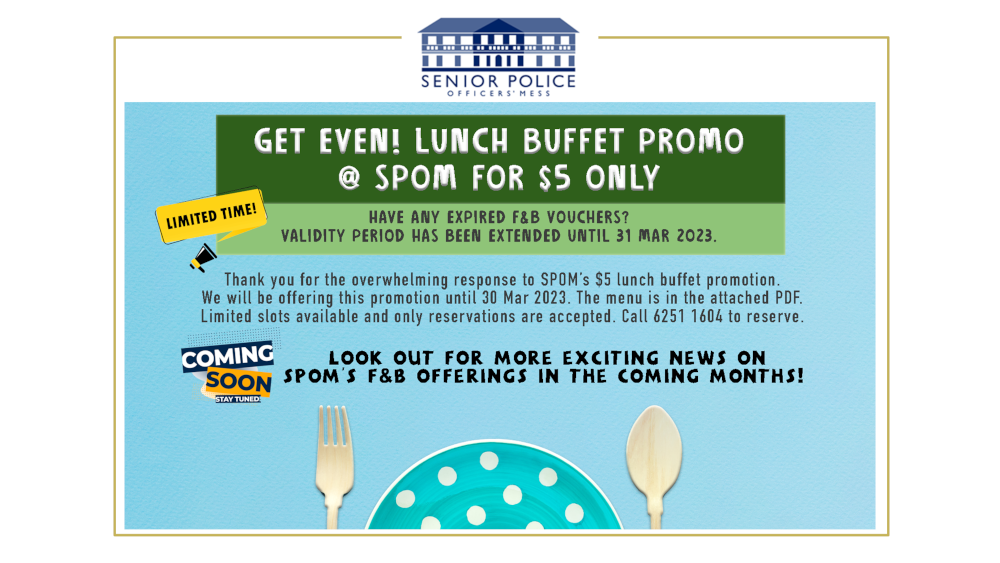 SENIOR POLICE
OFFICERS' MESS
GET EVEN! LUNCH BUFFET PROMO
@ SPOM FOR $5 ONLY
LIMITED TIME!
HAVE ANY EXPIRED F&B VOUCHERS?
VALIDITY PERIOD HAS BEEN EXTENDED UNTIL 31 MAR 2023.
Thank you for the overwhelming response to SPOM's $5 lunch buffet promotion.
We will be offering this promotion until 30 Mar 2023. The menu is in the attached PDF.
Limited slots available and only reservations are accepted. Call 6251 1604 to reserve.
COMING
SOON
STAY TUNED!
LOOK OUT FOR MORE EXCITING NEWS ON
SPOM'S F&B OFFERINGS IN THE COMING MONTHS!